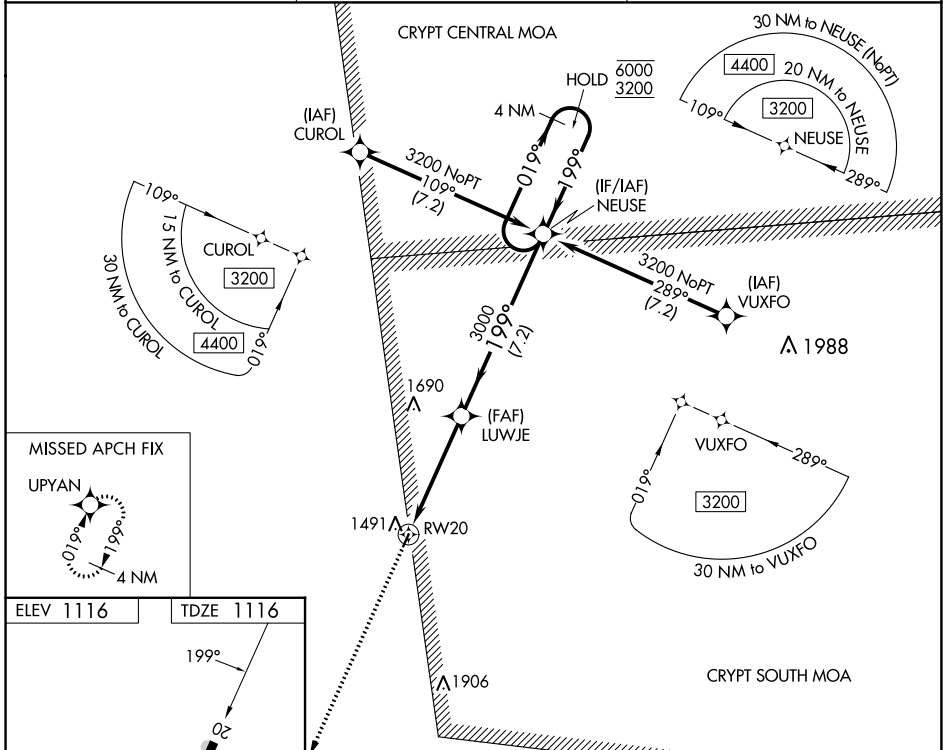 CRYPT CENTRAL MOA
30 NM to NEUSE (NoPT)
4400
20 NM to NEUSE
3200
109°
NEUSE
289°
HOLD
6000
3200
4 NM
019°
199°
(IAF)
CUROL
3200 NoPT
109°
(7.2)
(IF/IAF)
NEUSE
109°
CUROL
15 NM to CUROL
3200
30 NM to CUROL
4400
019°
3200 NoPT
289°
(7.2)
(IAF)
VUXFO
1988
3000
199°
(7.2)
1690
(FAF)
LUWJE
VUXFO
289°
019°
3200
30 NM to VUXFO
MISSED APCH FIX
UPYAN
019°
199°
4 NM
1491
RW20
ELEV 1116
TDZE 1116
199°
20
1906
CRYPT SOUTH MOA